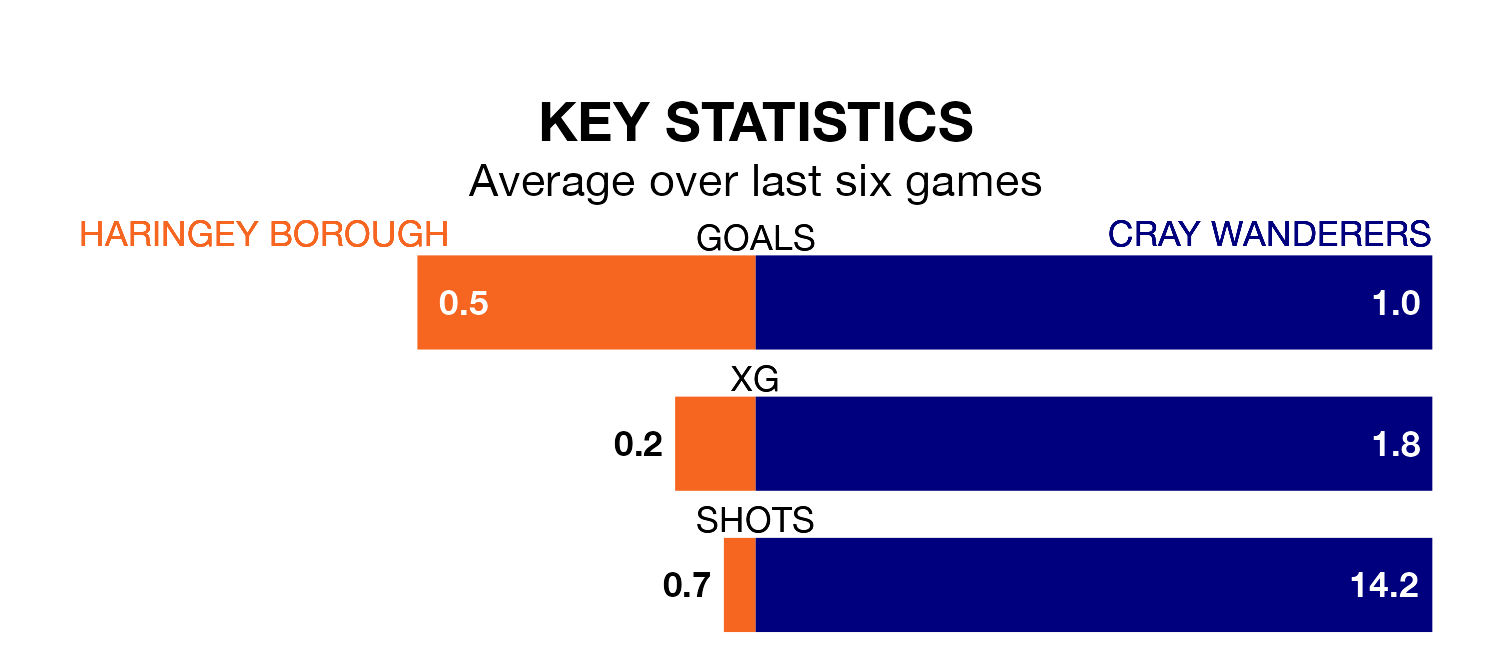 KEY STATISTICS
Average over last six games
HARINGEY BOROUGH GOALS CRAY WANDERERS
0.5 1.0
XG
0.2 1.8
SHOTS
0.7 14.2